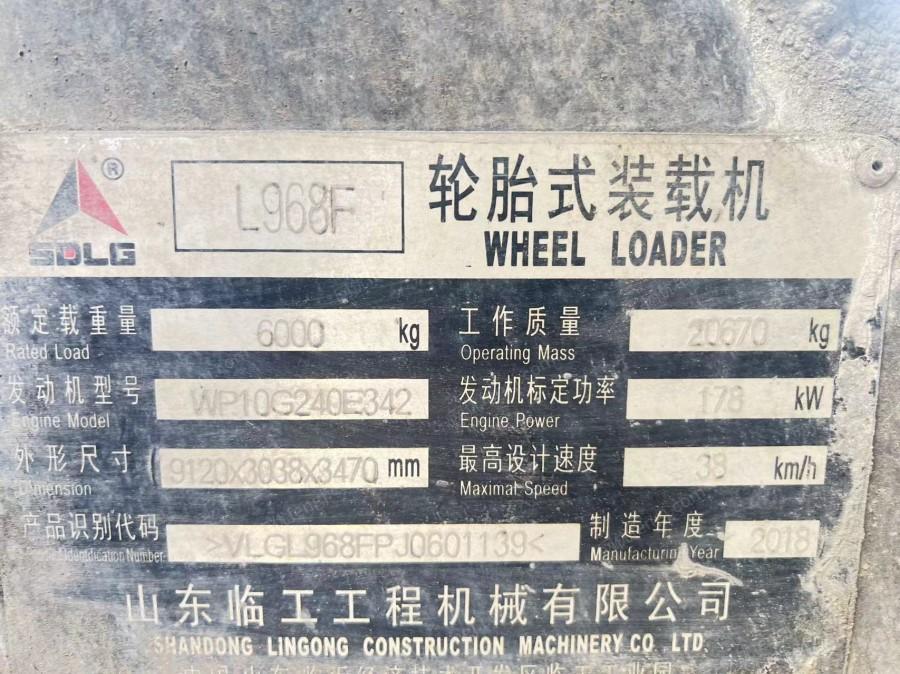 ® L968F 轮胎式装载机
SDLG WHEEL LOADER
额定载重量 6000 kg 工作质量 20670 kg
Rated Load Operating Mass
发动机型号 WP10G240E342 发动机标定功率 178 kW
Engine Model Engine Power
外形尺寸 9120x3038x3470 mm 最高设计速度 38 km/h
Dimension Maximal Speed
产品识别代码 >VLGL968FPJ0601139< 制造年度 2018
Identification Number Manufacturing Year
山东临工工程机械有限公司
SHANDONG LINGONG CONSTRUCTION MACHINERY CO LTD